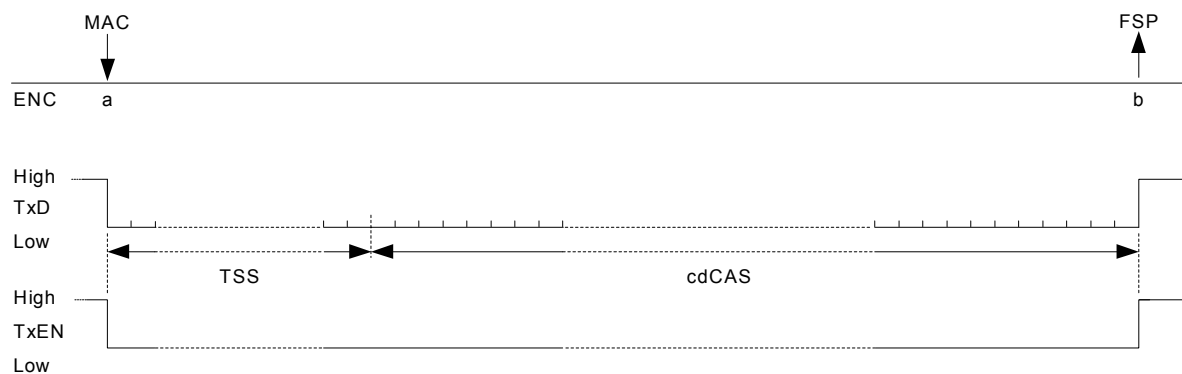 MAC FSP
ENC a b
High
TxD
Low
TSS cdCAS
High
TxEN
Low